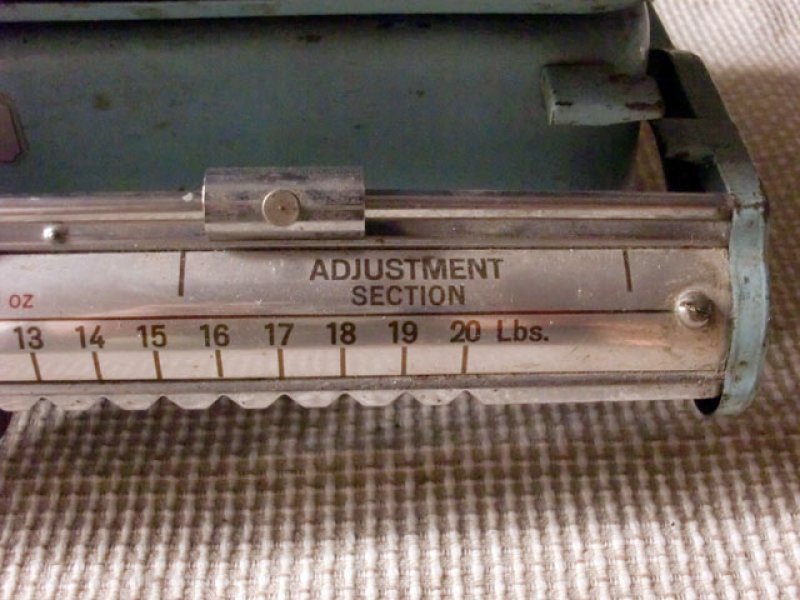 ADJUSTMENT
SECTION
OZ
13 14 15 16 17 18 19 20 Lbs.